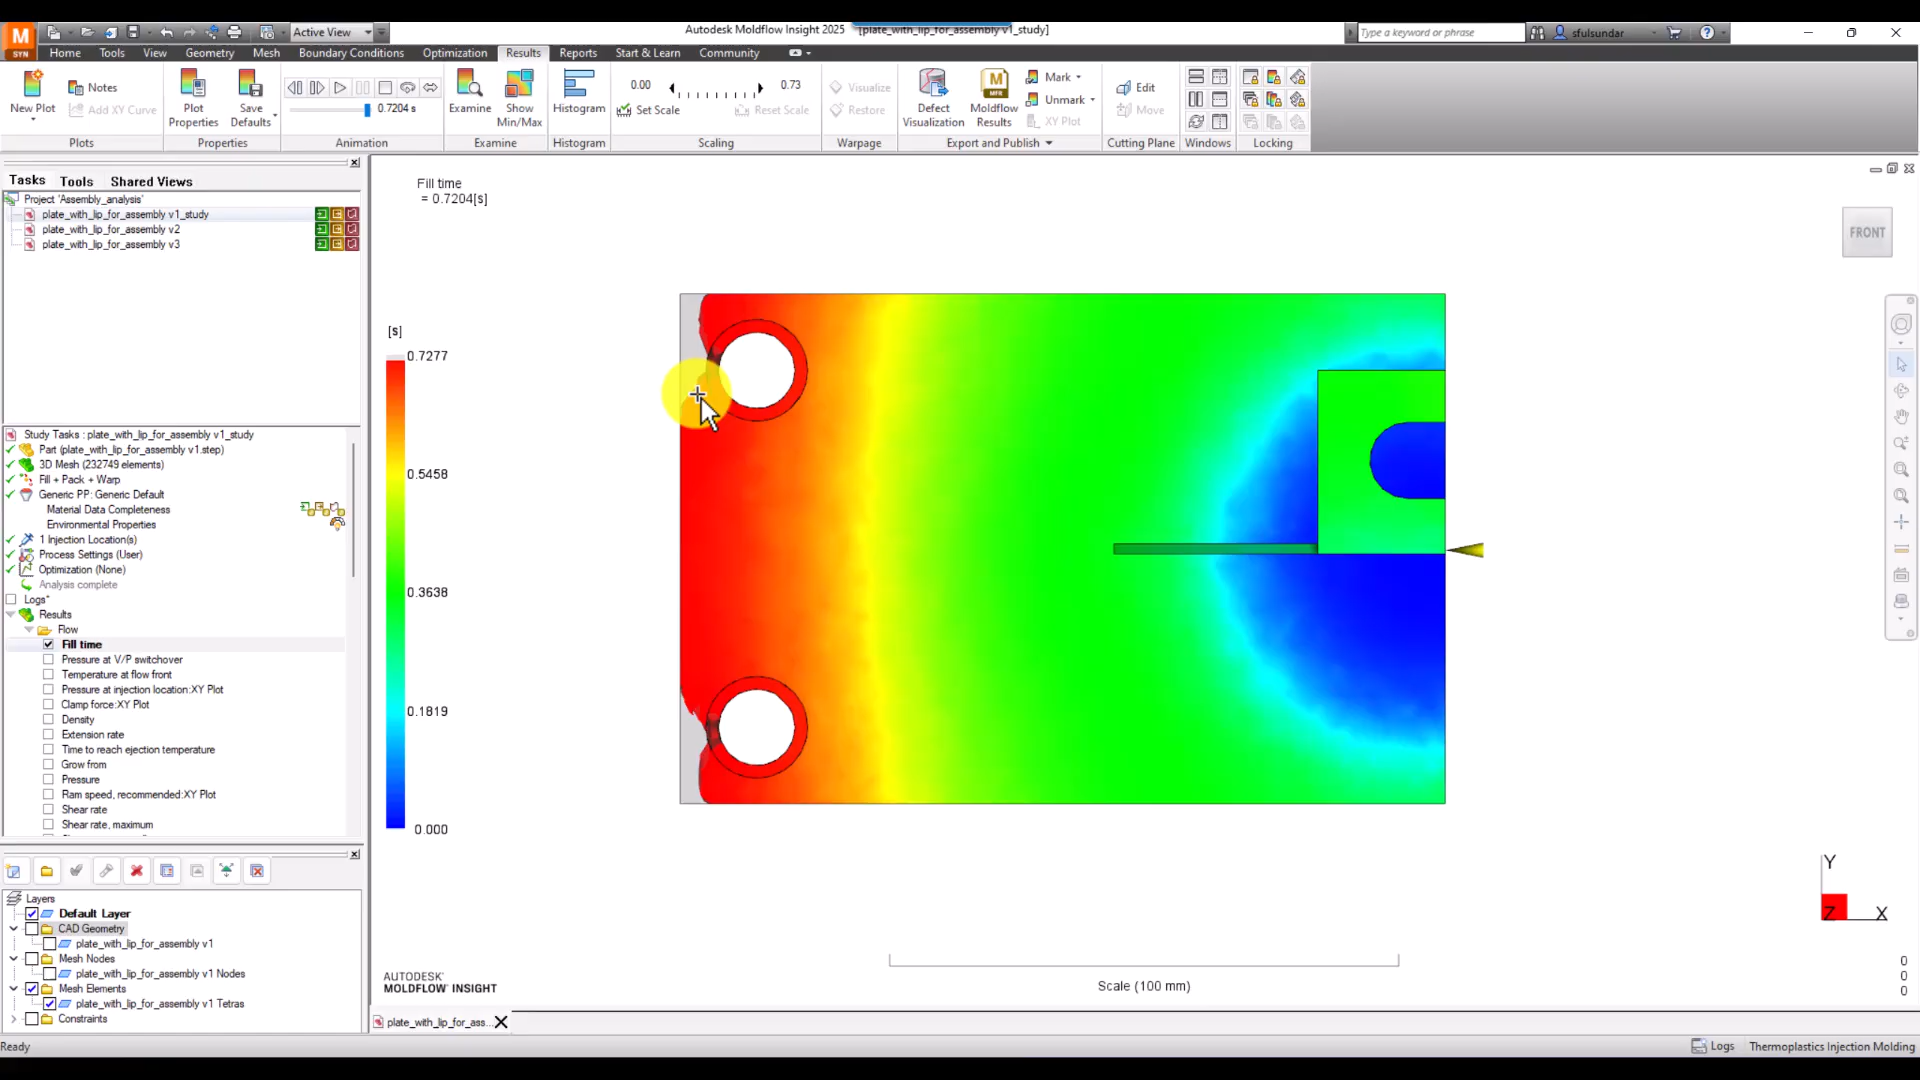 M
SYN
Active View
Autodesk Moldflow Insight 2025 [plate_with_lip_for_assembly v1_study]
Type a keyword or phrase
sfulsundar
Home Tools View Geometry Mesh Boundary Conditions Optimization Results Reports Start & Learn Community
New Plot
Notes
Add XY Curve
Plots
Plot Properties
Save Defaults
Properties
0.7204 s
Animation
Examine
Show Min/Max
Examine
Histogram
Histogram
0.00
0.73
Set Scale
Reset Scale
Scaling
Visualize
Restore
Warpage
Defect Visualization
Moldflow Results
Mark
Unmark
XY Plot
Export and Publish
Edit
Move
Cutting Plane
Windows
Locking
Tasks Tools Shared Views
Project 'Assembly_analysis'
plate_with_lip_for_assembly v1_study
plate_with_lip_for_assembly v2
plate_with_lip_for_assembly v3
Study Tasks : plate_with_lip_for_assembly v1_study
Part (plate_with_lip_for_assembly v1.step)
3D Mesh (232749 elements)
Fill + Pack + Warp
Generic PP: Generic Default
Material Data Completeness
Environmental Properties
1 Injection Location(s)
Process Settings (User)
Optimization (None)
Analysis complete
Logs*
Results
Flow
Fill time
Pressure at V/P switchover
Temperature at flow front
Pressure at injection location:XY Plot
Clamp force:XY Plot
Density
Extension rate
Time to reach ejection temperature
Grow from
Pressure
Ram speed, recommended:XY Plot
Shear rate
Shear rate, maximum
Layers
Default Layer
CAD Geometry
plate_with_lip_for_assembly v1
Mesh Nodes
plate_with_lip_for_assembly v1 Nodes
Mesh Elements
plate_with_lip_for_assembly v1 Tetras
Constraints
Fill time
= 0.7204[s]
[s]
0.7277
0.5458
0.3638
0.1819
0.000
FRONT
Y
Z
X
0
0
0
AUTODESK
MOLDFLOW INSIGHT
Scale (100 mm)
plate_with_lip_for_ass...
Ready
Logs
Thermoplastics Injection Molding